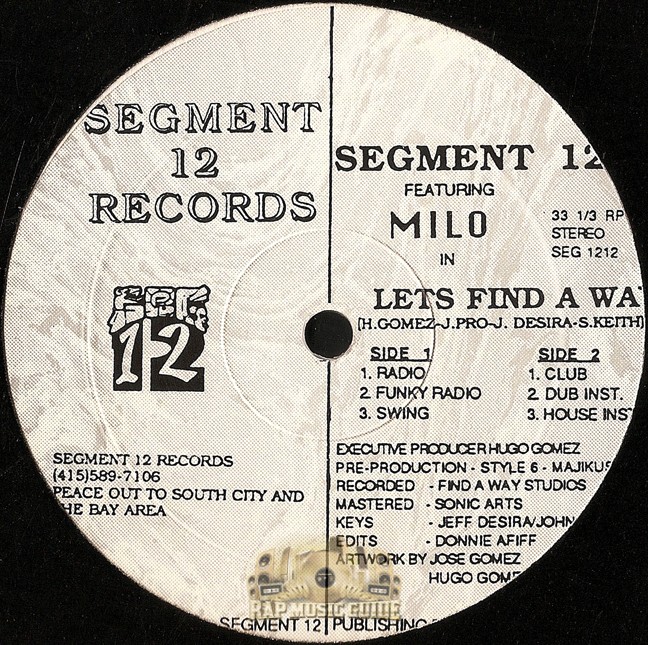 SEGMENT
12
RECORDS
SEG
12
SEGMENT 12 RECORDS
(415)589-7106
PEACE OUT TO SOUTH CITY AND
THE BAY AREA
SEGMENT 12
FEATURING
MILO
IN
33 1/3 RP
STEREO
SEG 1212
LETS FIND A WA
(H.GOMEZ-J.PRO-J. DESIRA-S.KEITH)
SIDE 1
1. RADIO
2. FUNKY RADIO
3. SWING
SIDE 2
1. CLUB
2. DUB INST.
3. HOUSE INST
EXECUTIVE PRODUCER HUGO GOMEZ
PRE-PRODUCTION - STYLE 6 - MAJIKUS
RECORDED - FIND A WAY STUDIOS
MASTERED - SONIC ARTS
KEYS - JEFF DESIRA/JOHN
EDITS - DONNIE AFIFF
ARTWORK BY JOSE GOMEZ
HUGO GOME
SEGMENT 12 PUBLISHING
RAP MUSIC GUIDE